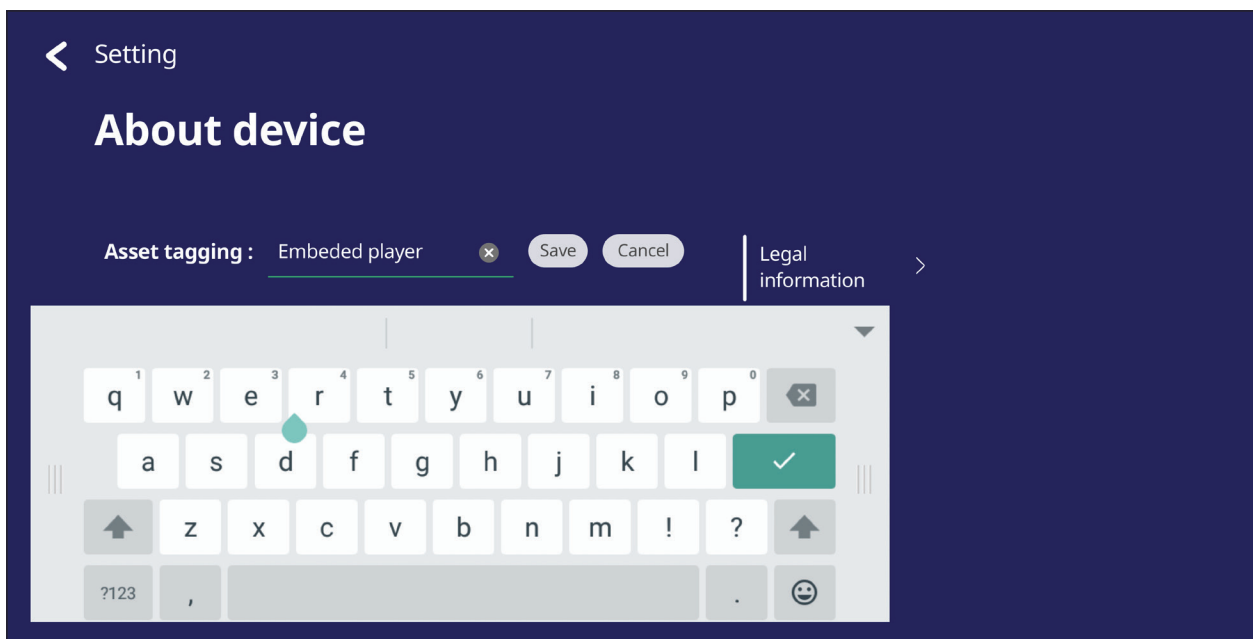 Setting
About device
Asset tagging : Embeded player Save Cancel
Legal
information
1 2 3 4 5 6 7 8 9 0
q w e r t y u i o p
a s d f g h j k l
z x c v b n m ! ?
?123 , .